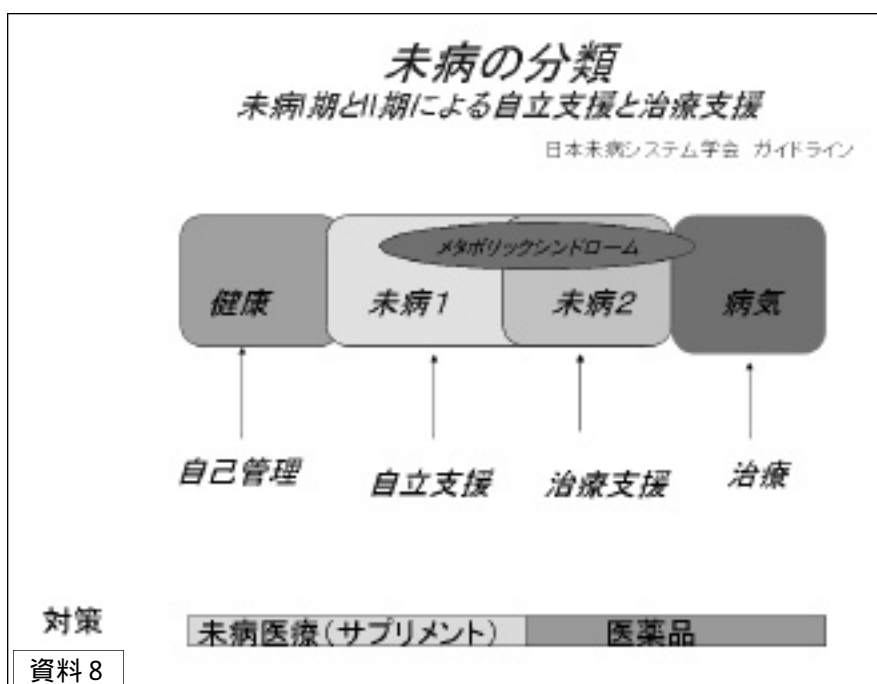 未病の分類
未病I期とII期による自立支援と治療支援
日本未病システム学会 ガイドライン
メタボリックシンドローム
健康 未病1 未病2 病気
自己管理 自立支援 治療支援 治療
対策 未病医療(サプリメント) 医薬品
資料8